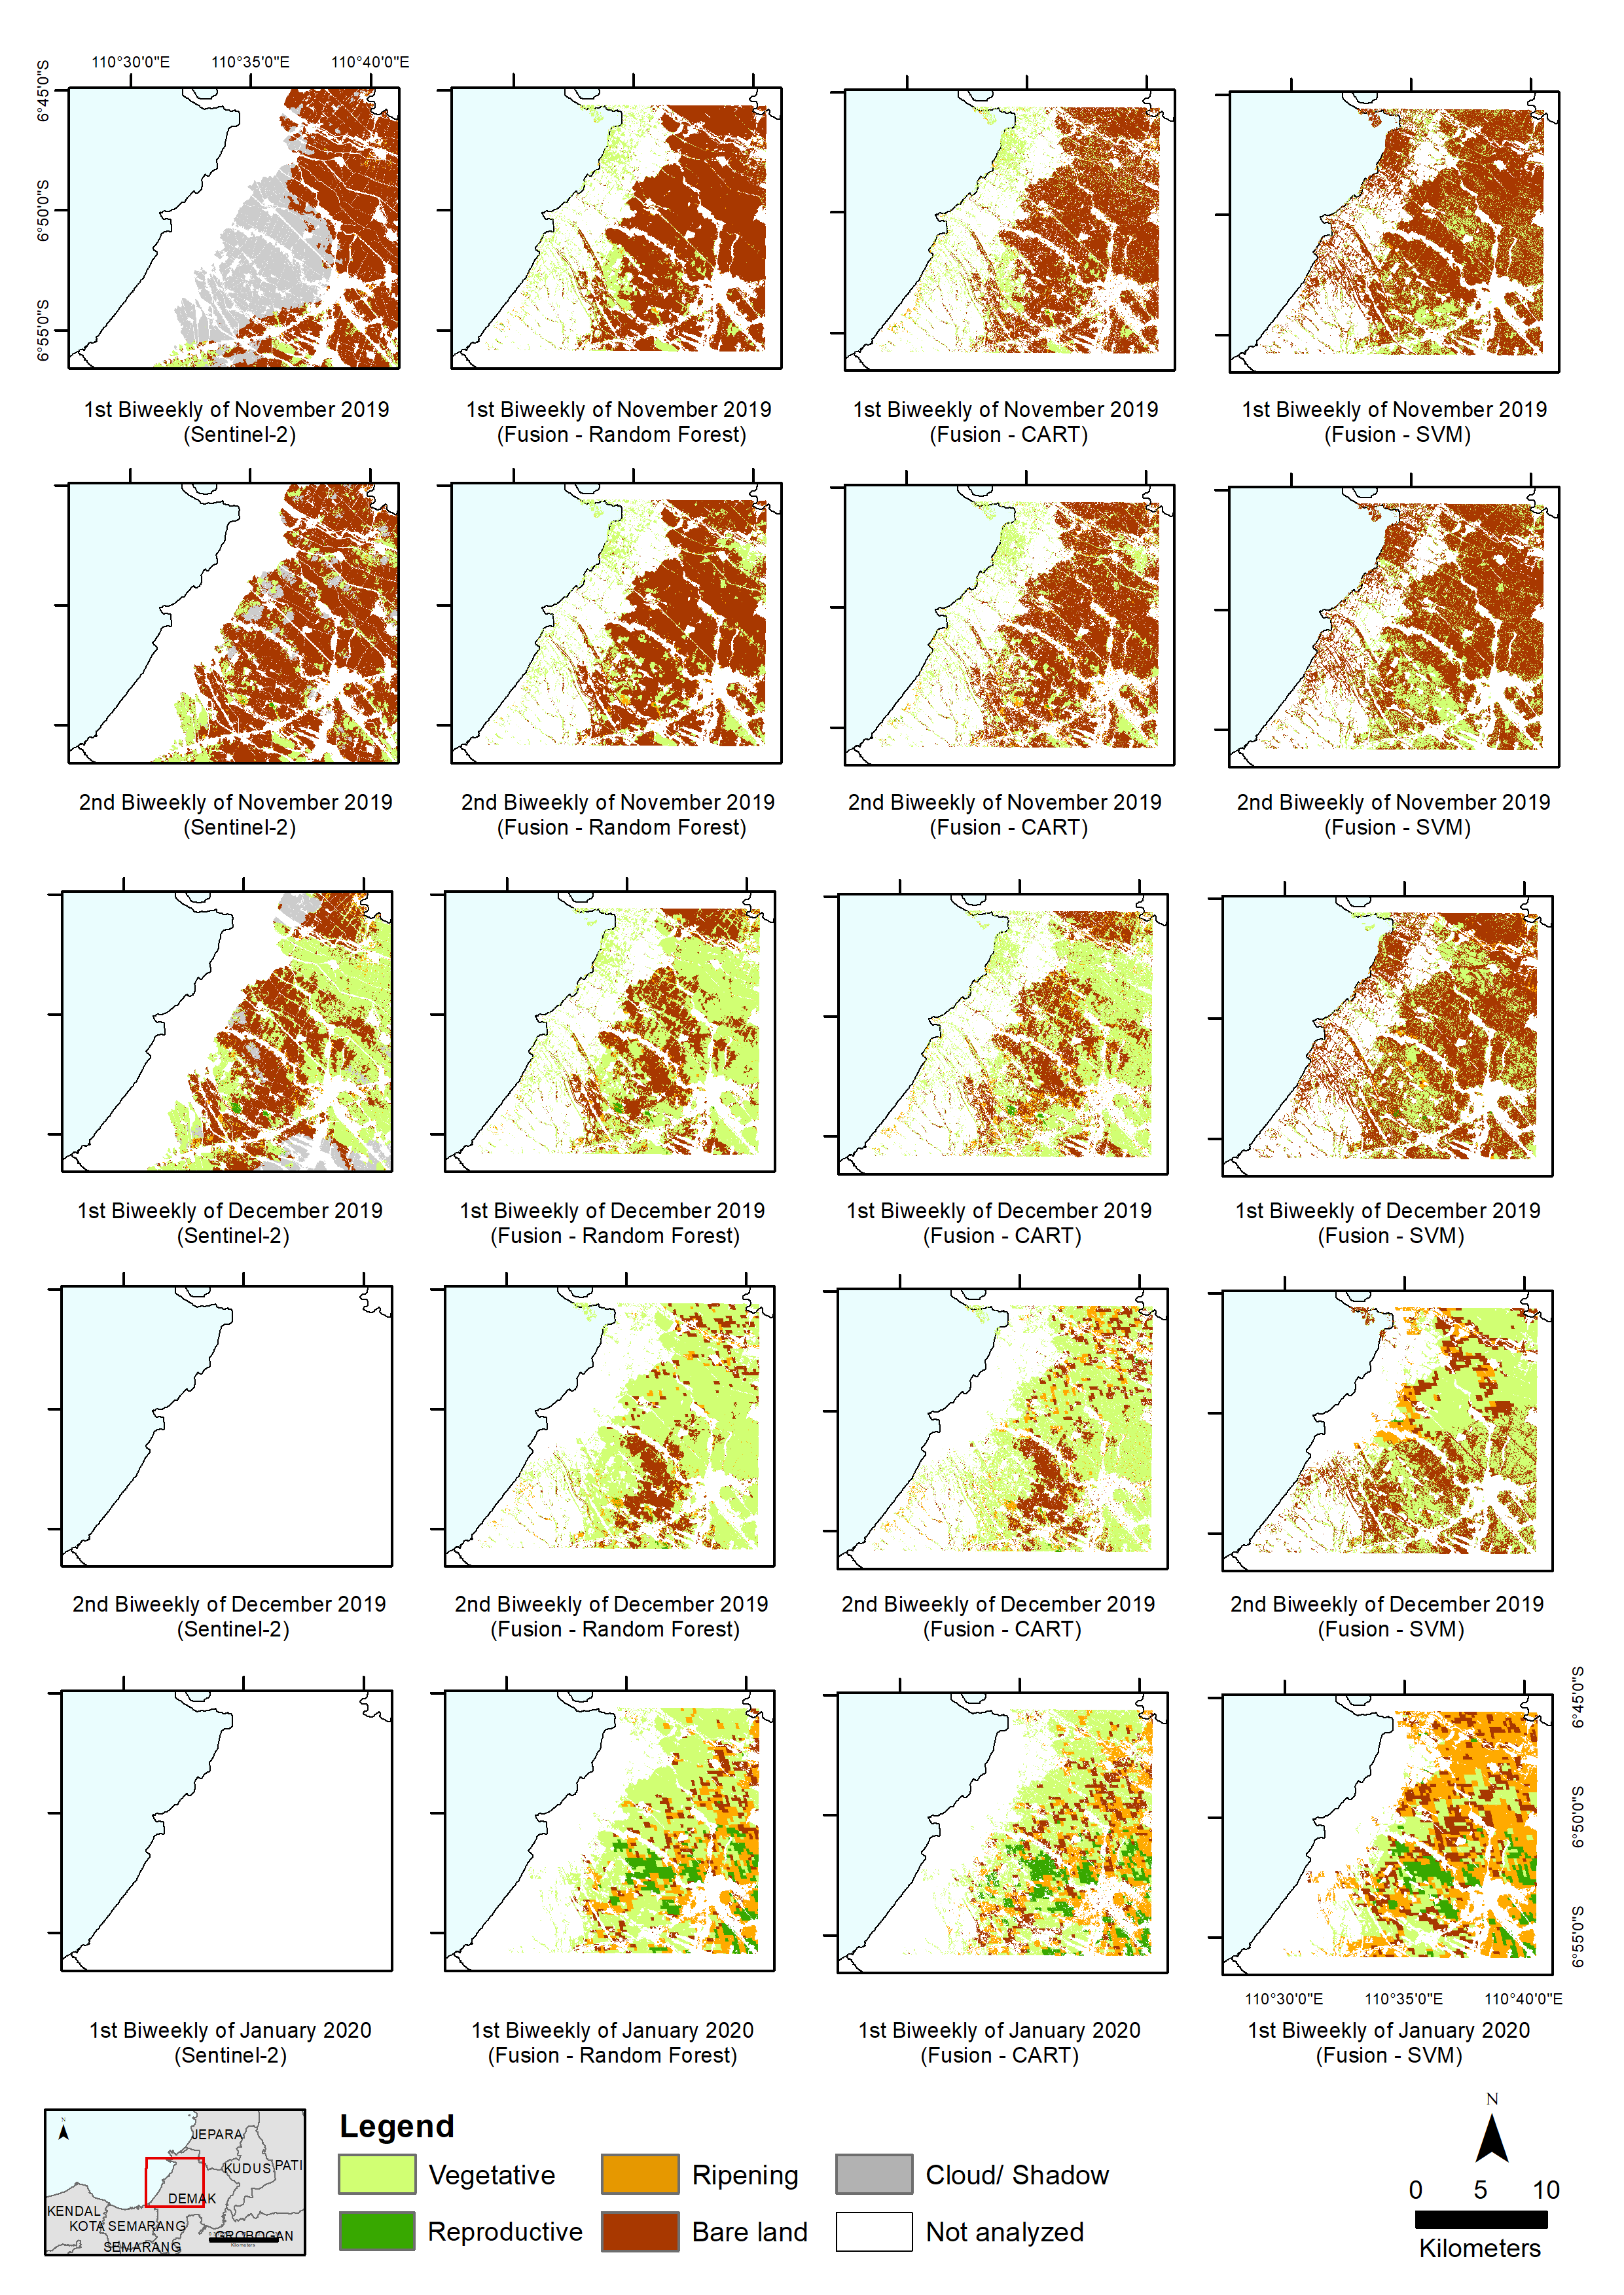 110°30'0"E 110°35'0"E 110°40'0"E
6°45'0"S
6°50'0"S
6°55'0"S
1st Biweekly of November 2019
(Sentinel-2)
1st Biweekly of November 2019
(Fusion - Random Forest)
1st Biweekly of November 2019
(Fusion - CART)
1st Biweekly of November 2019
(Fusion - SVM)
2nd Biweekly of November 2019
(Sentinel-2)
2nd Biweekly of November 2019
(Fusion - Random Forest)
2nd Biweekly of November 2019
(Fusion - CART)
2nd Biweekly of November 2019
(Fusion - SVM)
1st Biweekly of December 2019
(Sentinel-2)
1st Biweekly of December 2019
(Fusion - Random Forest)
1st Biweekly of December 2019
(Fusion - CART)
1st Biweekly of December 2019
(Fusion - SVM)
2nd Biweekly of December 2019
(Sentinel-2)
2nd Biweekly of December 2019
(Fusion - Random Forest)
2nd Biweekly of December 2019
(Fusion - CART)
2nd Biweekly of December 2019
(Fusion - SVM)
6°45'0"S
6°50'0"S
6°55'0"S
110°30'0"E 110°35'0"E 110°40'0"E
1st Biweekly of January 2020
(Sentinel-2)
1st Biweekly of January 2020
(Fusion - Random Forest)
1st Biweekly of January 2020
(Fusion - CART)
1st Biweekly of January 2020
(Fusion - SVM)
N
JEPARA
KUDUS
PATI
DEMAK
KENDAL
KOTA SEMARANG
GROBOGAN
SEMARANG
Kilometers
Legend
Vegetative
Ripening
Cloud/ Shadow
Reproductive
Bare land
Not analyzed
N
0 5 10
Kilometers